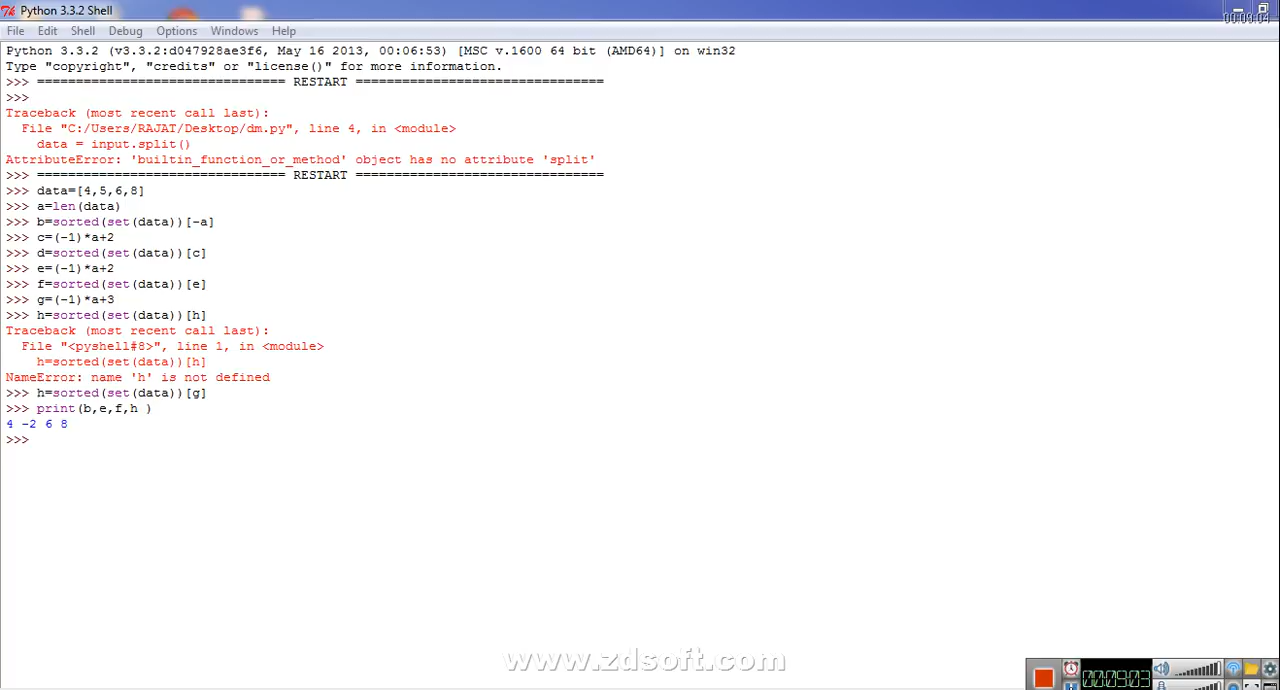 Python 3.3.2 Shell
00:09:04
File Edit Shell Debug Options Windows Help
Python 3.3.2 (v3.3.2:d047928ae3f6, May 16 2013, 00:06:53) [MSC v.1600 64 bit (AMD64)] on win32
Type "copyright", "credits" or "license()" for more information.
>>> ================================ RESTART ================================
>>>
Traceback (most recent call last):
  File "C:/Users/RAJAT/Desktop/dm.py", line 4, in <module>
    data = input.split()
AttributeError: 'builtin_function_or_method' object has no attribute 'split'
>>> ================================ RESTART ================================
>>> data=[4,5,6,8]
>>> a=len(data)
>>> b=sorted(set(data))[-a]
>>> c=(-1)*a+2
>>> d=sorted(set(data))[c]
>>> e=(-1)*a+2
>>> f=sorted(set(data))[e]
>>> g=(-1)*a+3
>>> h=sorted(set(data))[h]
Traceback (most recent call last):
  File "<pyshell#8>", line 1, in <module>
    h=sorted(set(data))[h]
NameError: name 'h' is not defined
>>> h=sorted(set(data))[g]
>>> print(b,e,f,h )
4 -2 6 8
>>>
www.zdsoft.com
00:09:03